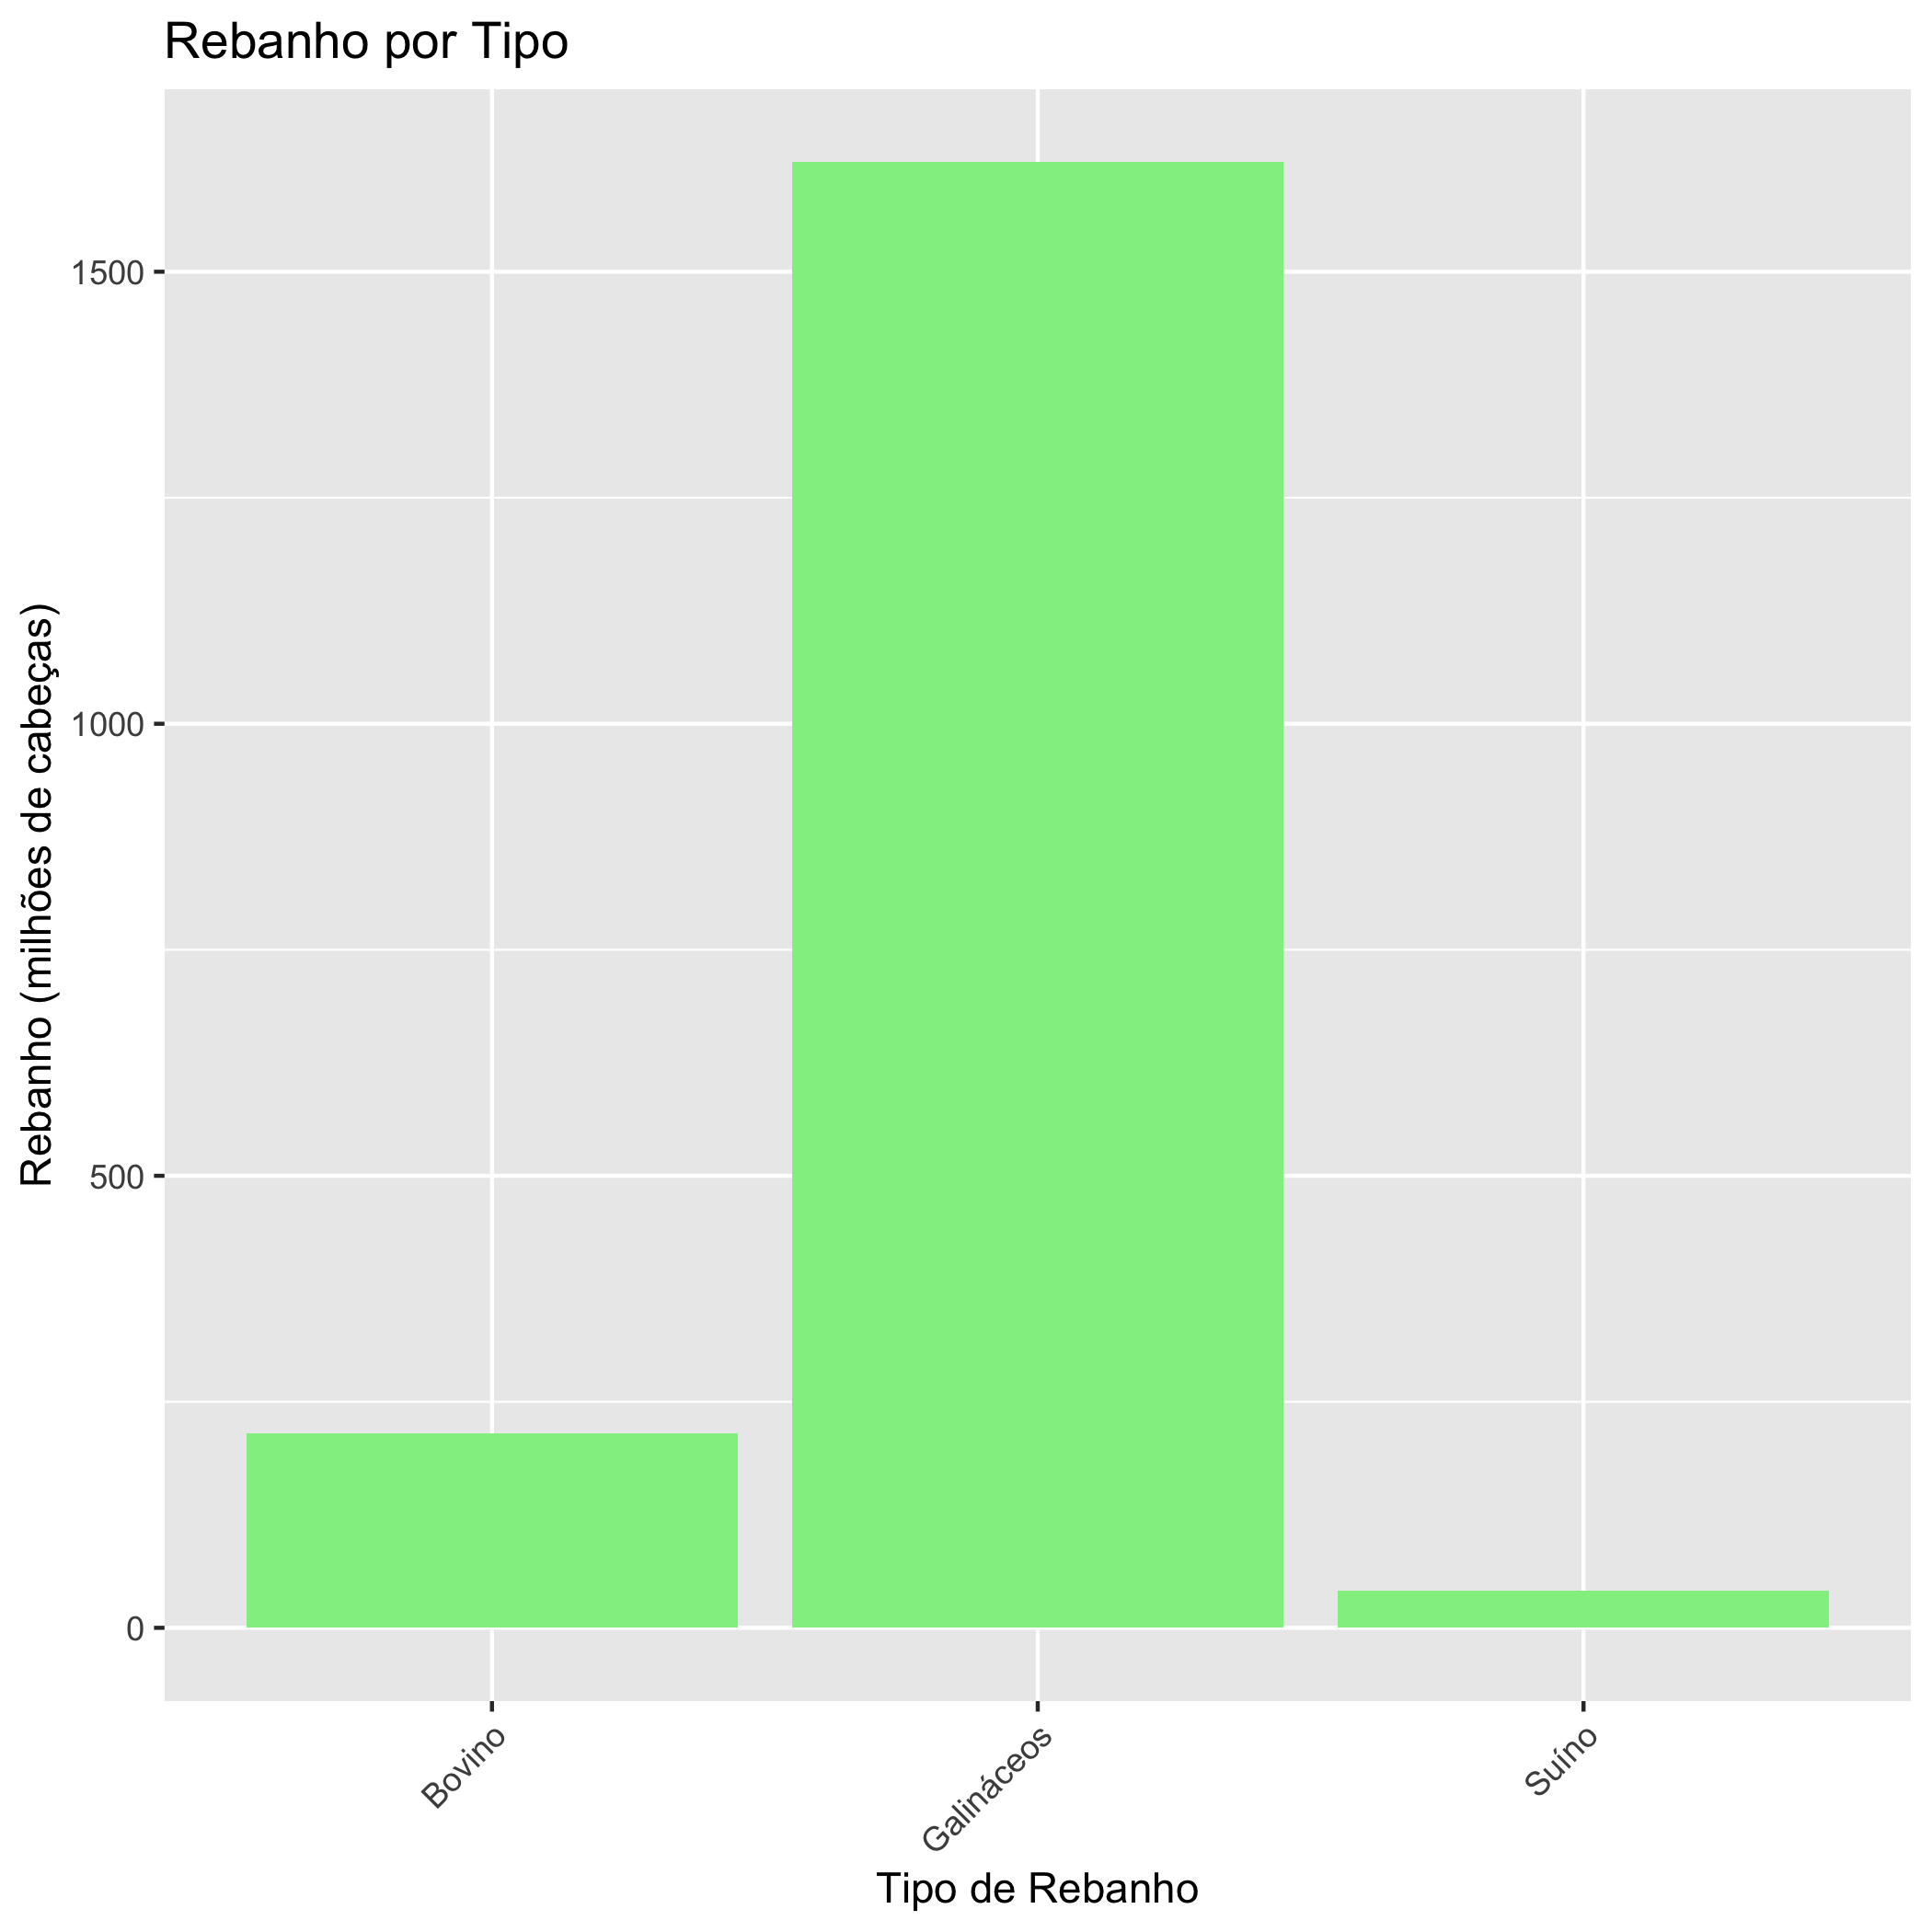 Rebanho por Tipo
Rebanho (milhões de cabeças)
1500
1000
500
0
Bovino
Galináceos
Suíno
Tipo de Rebanho